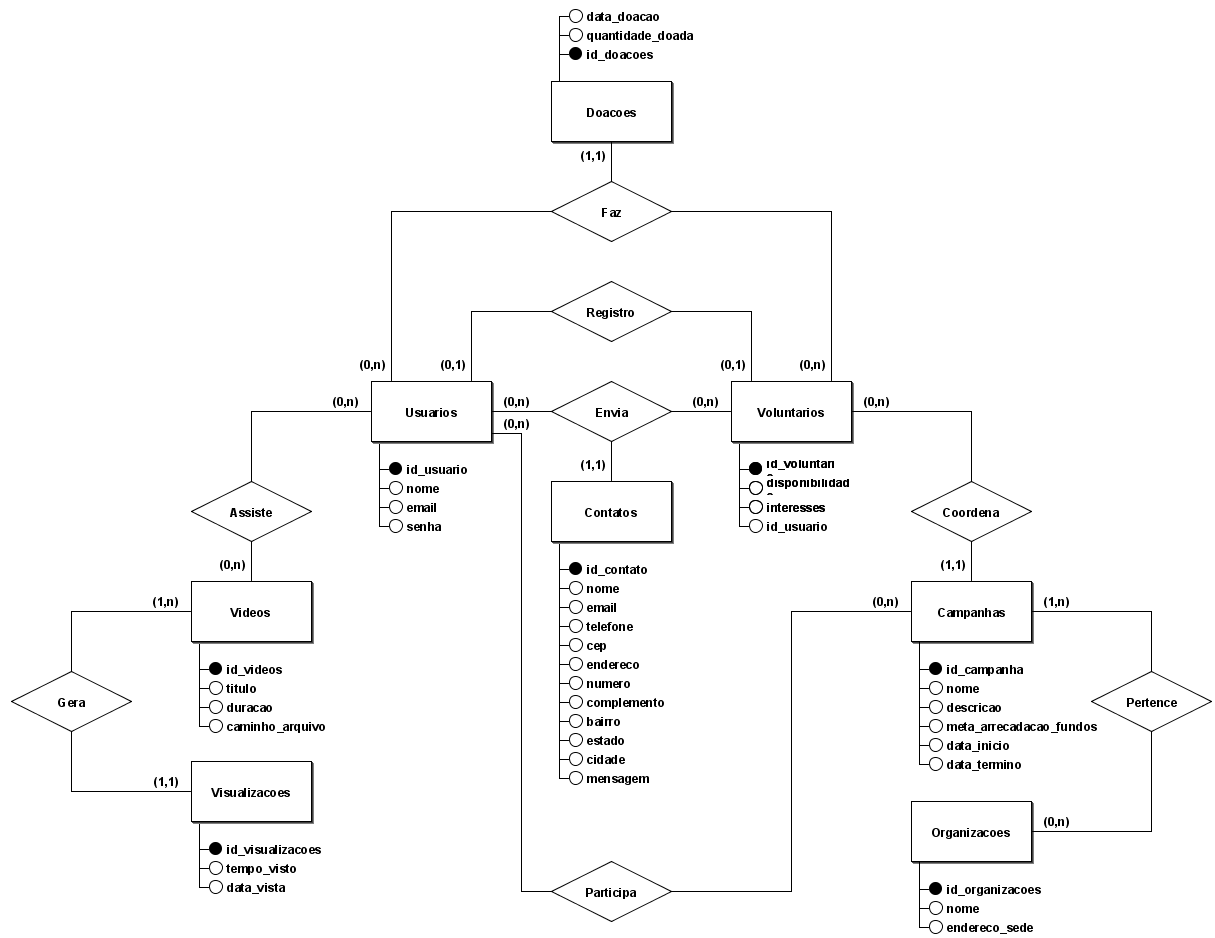 data_doacao
quantidade_doada
id_doacoes
Doacoes
(1,1)
Faz
Registro
(0,n)
(0,1)
(0,1)
(0,n)
(0,n)
Usuarios
(0,n)
Envia
(0,n)
Voluntarios
(0,n)
(0,n)
id_usuario
nome
email
senha
(1,1)
Contatos
id_voluntari
disponibilidad
interesses
id_usuario
Assiste
Coordena
(0,n)
(1,1)
(1,n)
Videos
id_videos
titulo
duracao
caminho_arquivo
Gera
id_contato
nome
email
telefone
cep
endereco
numero
complemento
bairro
estado
cidade
mensagem
(0,n)
Campanhas
(1,n)
id_campanha
nome
descricao
meta_arrecadacao_fundos
data_inicio
data_termino
Pertence
(1,1)
Visualizacoes
id_visualizacoes
tempo_visto
data_vista
Organizacoes
(0,n)
id_organizacoes
nome
endereco_sede
Participa